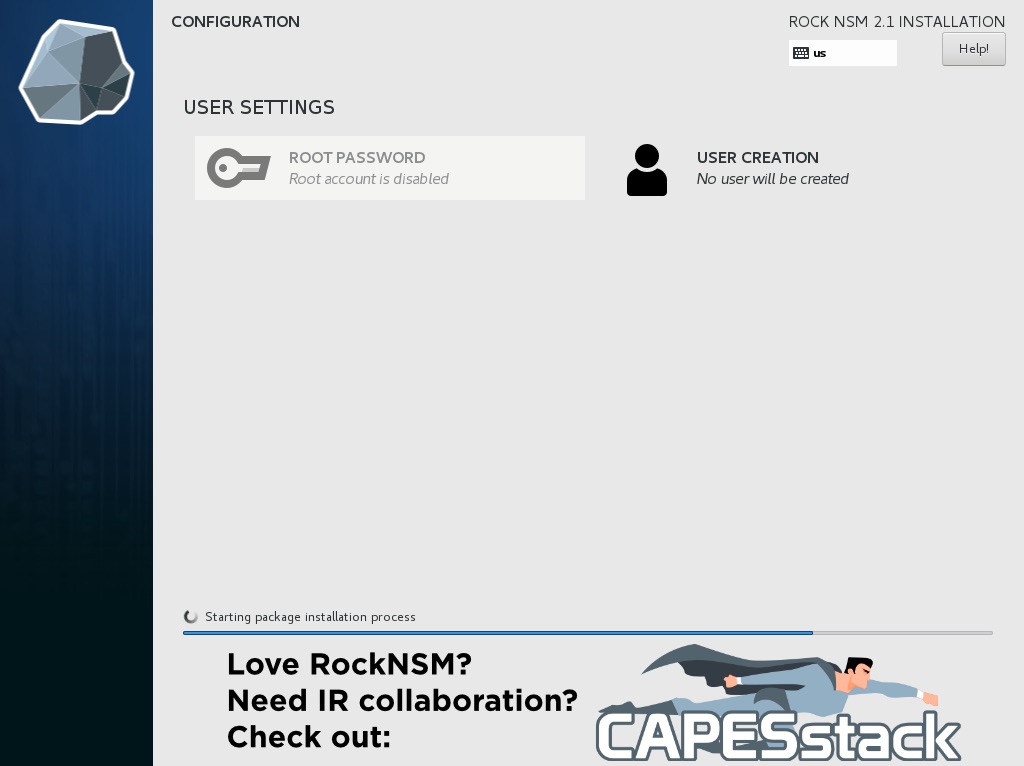 CONFIGURATION
ROCK NSM 2.1 INSTALLATION
us
Help!
USER SETTINGS
ROOT PASSWORD
Root account is disabled
USER CREATION
No user will be created
Starting package installation process
Love RockNSM?
Need IR collaboration?
Check out:
CAPESstack